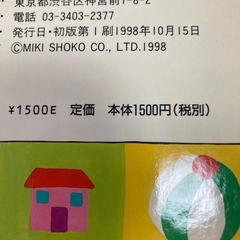 ・東京都渋谷区神宮前1-8-2
・電話 03-3403-2377
・発行日・初版第1刷1998年10月15日
©MIKI SHOKO CO., LTD.1998
¥1500E 定価 本体1500円(税別)